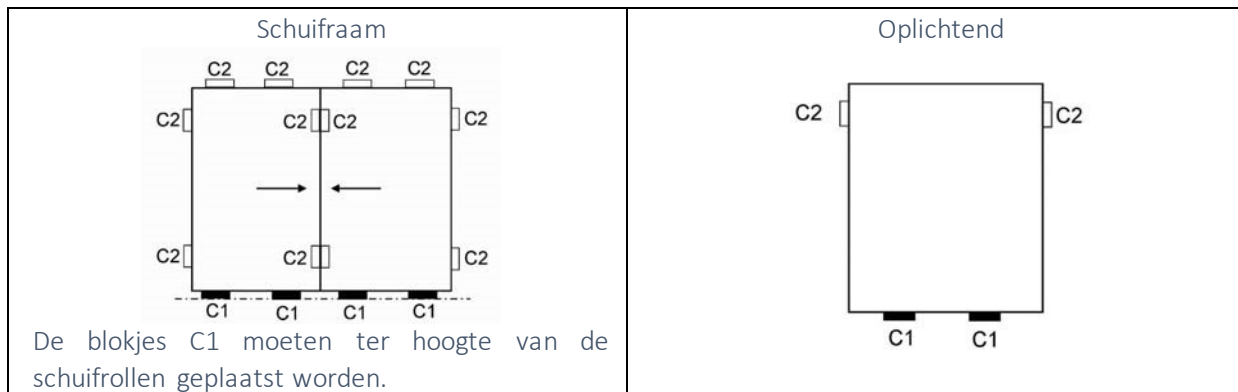 Schuifraam
C2 C2 C2 C2
C2 C2 C2 C2
C2 C2 C2
C1 C1 C1 C1
De blokjes C1 moeten ter hoogte van de
schuifrollen geplaatst worden.
Oplichtend
C2 C2
C1 C1